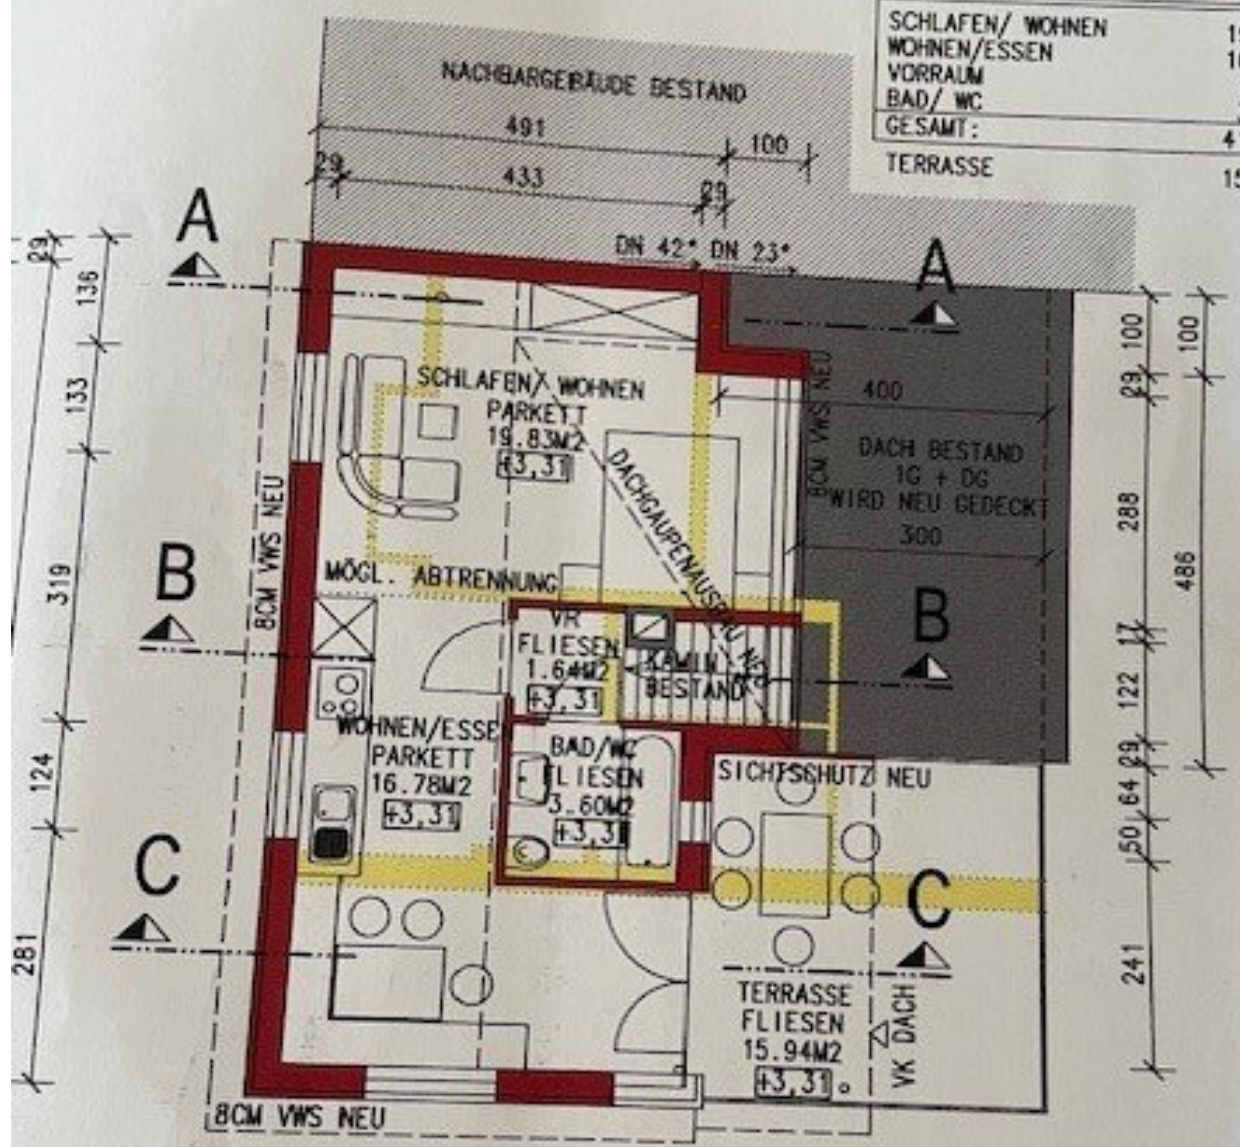 SCHLAFEN/ WOHNEN
WOHNEN/ESSEN
VORRAUM
BAD/ WC
GESAMT:
TERRASSE
NACHBARGEBÄUDE BESTAND
491
100
29
433
29
DN 42° DN 23°
A
A
29
136
133
319
124
281
100
100
29
288
486
17
122
29
64
50
241
SCHLAFEN/ WOHNEN
PARKETT
19.83M2
+3,31
400
DACH BESTAND
1G + DG
WIRD NEU GEDECKT
300
8CM VWS NEU
8CM VWS NEU
DACHGAUPENAUSBAU NEU
MÖGL. ABTRENNUNG
B
B
VR
FLIESEN
1.64M2
+3,31
KAMIN
BESTAND
WOHNEN/ESSE
PARKETT
16.78M2
+3,31
BAD/WC
FLIESEN
3.60M2
+3,31
SICHTSCHUTZ NEU
C
C
TERRASSE
FLIESEN
15.94M2
+3,31
VK DACH
8CM VWS NEU